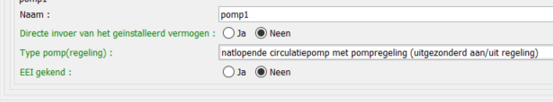 pomp1
Naam : pomp1
Directe invoer van het geïnstalleerd vermogen : Ja Neen
Type pomp(regeling) : natlopende circulatiepomp met pompregeling (uitgezonderd aan/uit regeling)
EEI gekend : Ja Neen